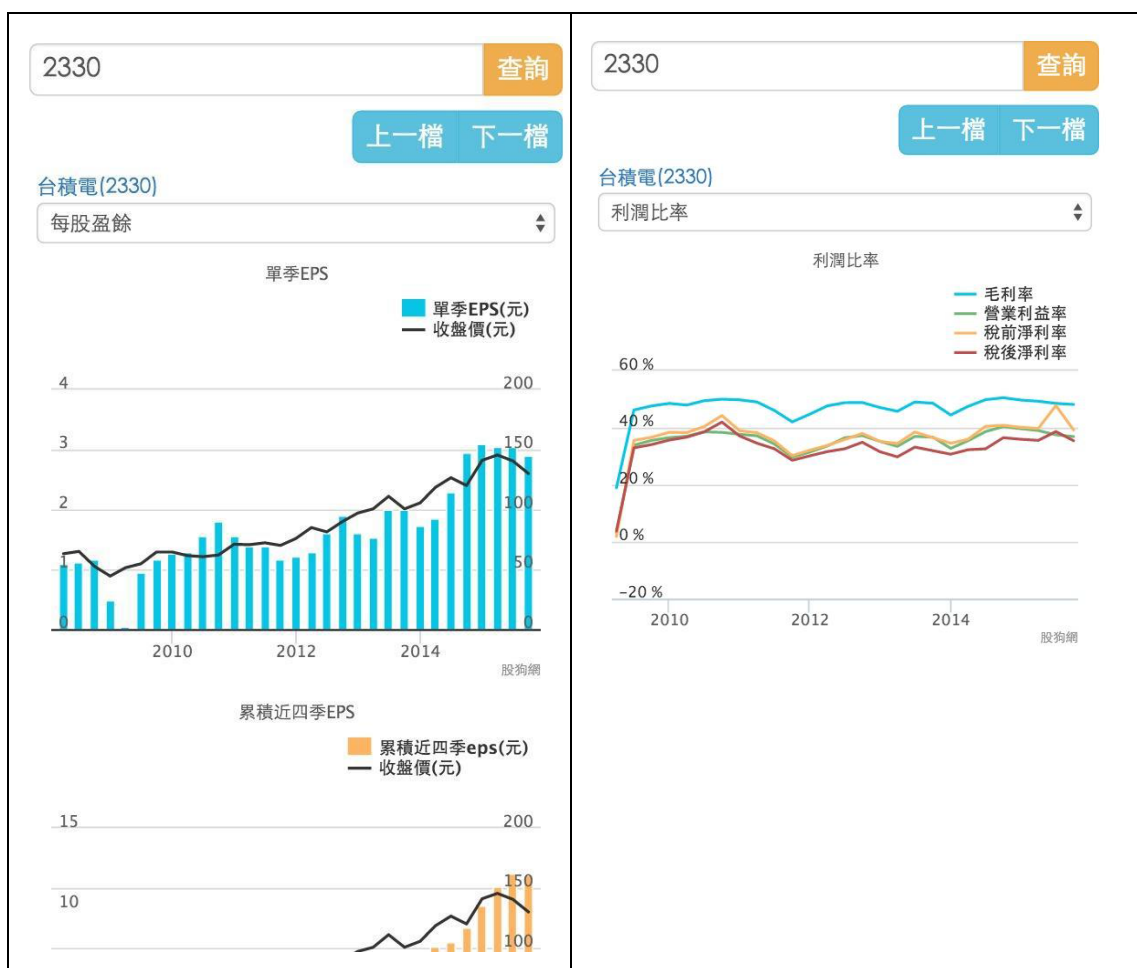 2330
查詢
上一檔 下一檔
台積電(2330)
每股盈餘
單季EPS
單季EPS(元)
收盤價(元)
4 200
3 150
2 100
1 50
0 0
2010 2012 2014
股狗網
累積近四季EPS
累積近四季eps(元)
收盤價(元)
15 200
150
10
100
2330
查詢
上一檔 下一檔
台積電(2330)
利潤比率
利潤比率
毛利率
營業利益率
稅前淨利率
稅後淨利率
60 %
40 %
20 %
0 %
-20 %
2010 2012 2014
股狗網